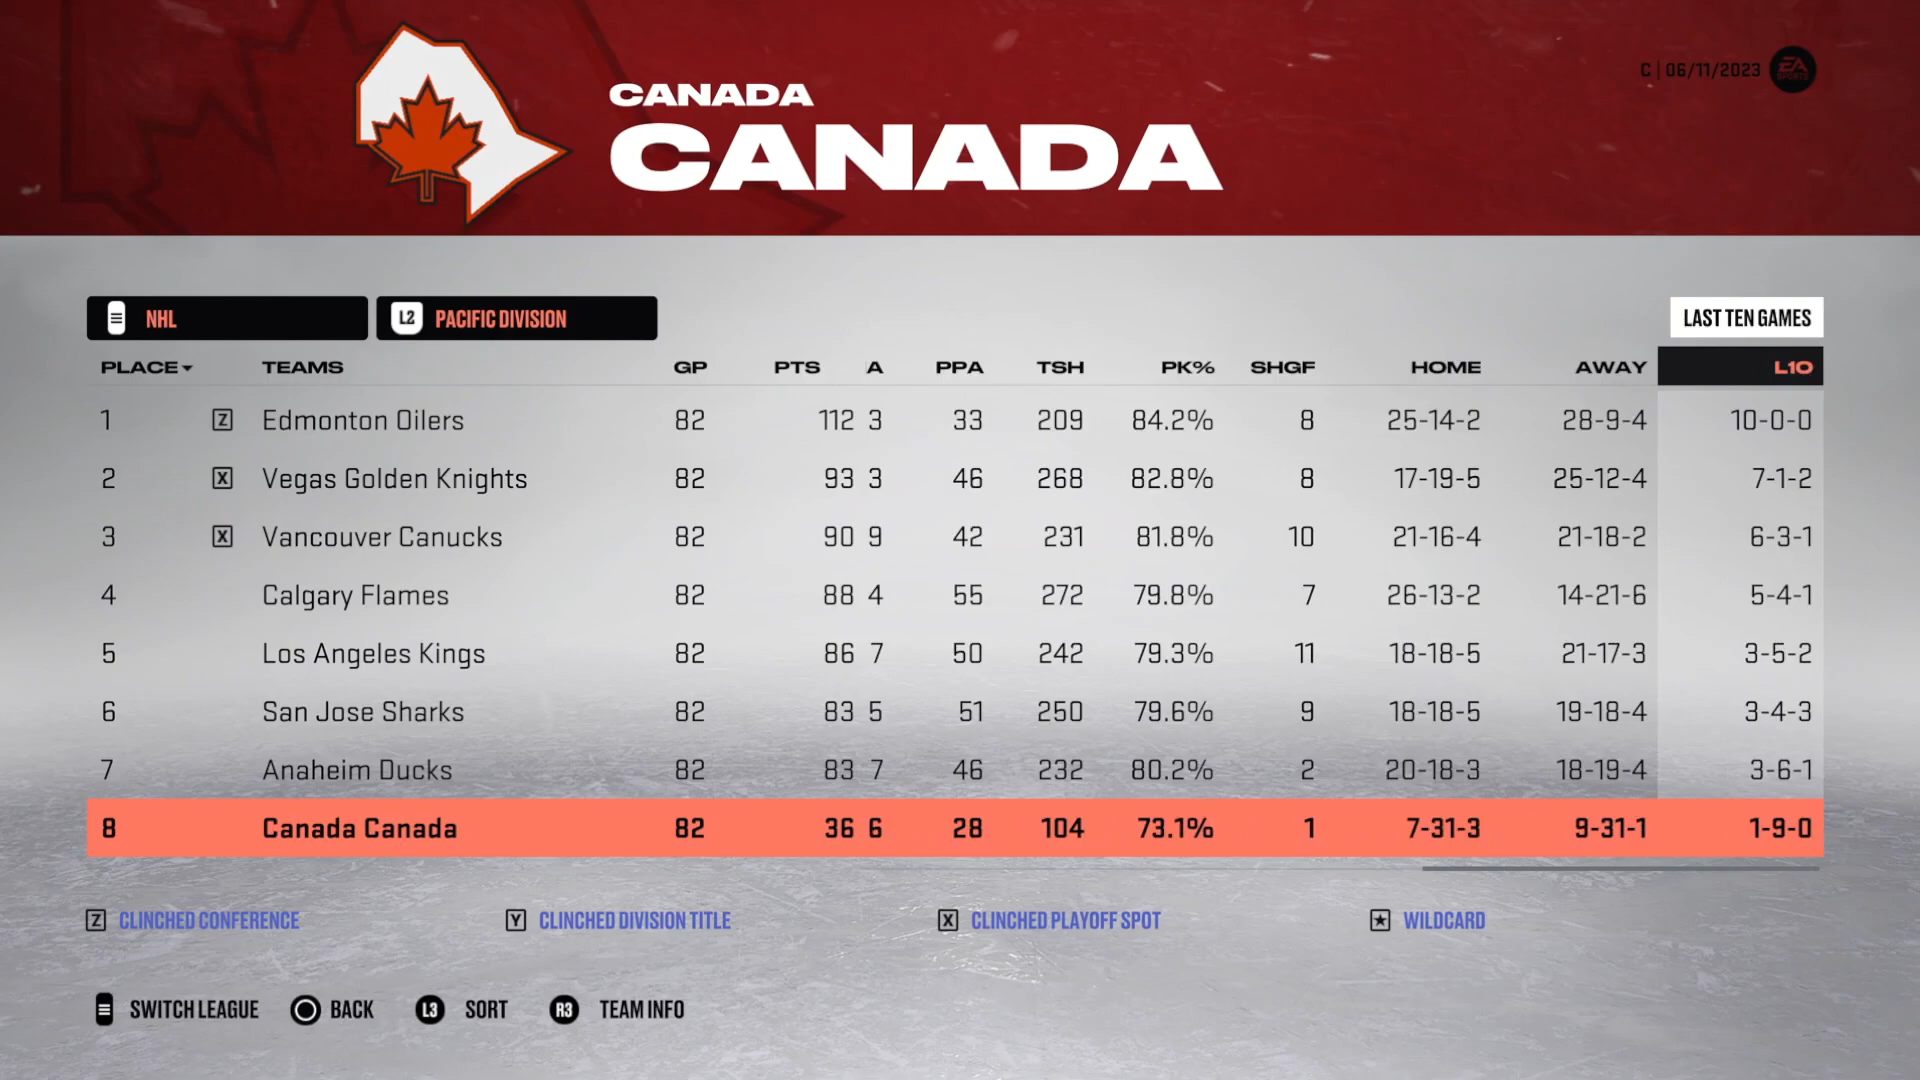 CANADA
CANADA
C | 06/11/2023 EA SPORTS
NHL L2 PACIFIC DIVISION LAST TEN GAMES
PLACE TEAMS GP PTS A PPA TSH PK% SHGF HOME AWAY L10
1 Z Edmonton Oilers 82 112 3 33 209 84.2% 8 25-14-2 28-9-4 10-0-0
2 X Vegas Golden Knights 82 93 3 46 268 82.8% 8 17-19-5 25-12-4 7-1-2
3 X Vancouver Canucks 82 90 9 42 231 81.8% 10 21-16-4 21-18-2 6-3-1
4 Calgary Flames 82 88 4 55 272 79.8% 7 26-13-2 14-21-6 5-4-1
5 Los Angeles Kings 82 86 7 50 242 79.3% 11 18-18-5 21-17-3 3-5-2
6 San Jose Sharks 82 83 5 51 250 79.6% 9 18-18-5 19-18-4 3-4-3
7 Anaheim Ducks 82 83 7 46 232 80.2% 2 20-18-3 18-19-4 3-6-1
8 Canada Canada 82 36 6 28 104 73.1% 1 7-31-3 9-31-1 1-9-0
Z CLINCHED CONFERENCE Y CLINCHED DIVISION TITLE X CLINCHED PLAYOFF SPOT ★ WILDCARD
SWITCH LEAGUE BACK L3 SORT R3 TEAM INFO